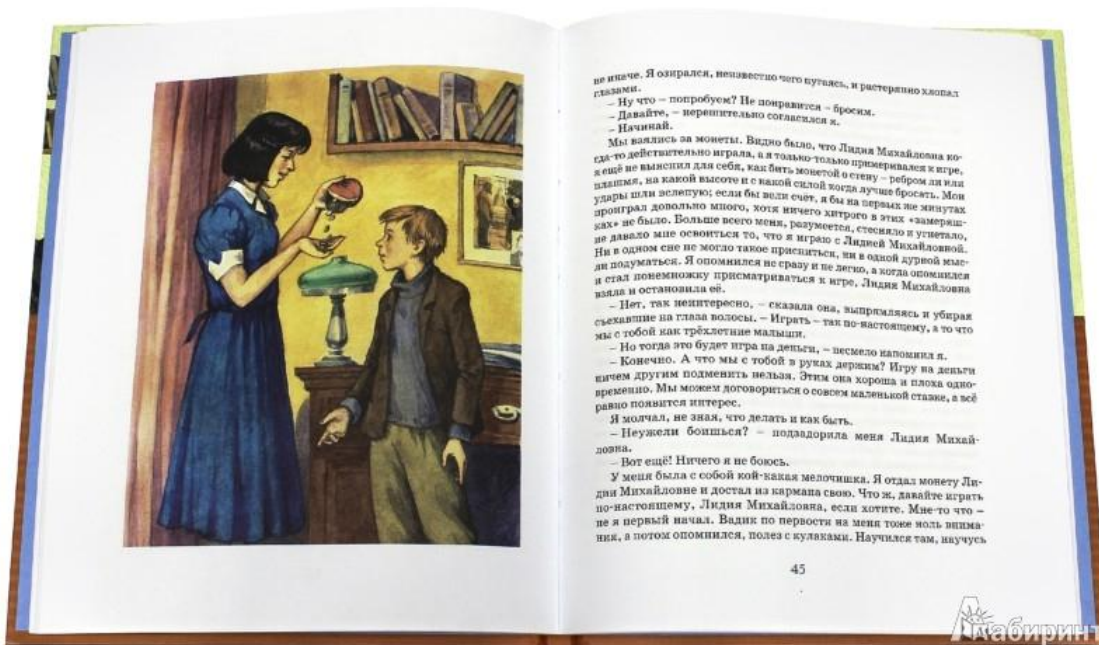 не иначе. Я озирался, неизвестно чего пугаясь, и растерянно хлопал
глазами.
– Ну что – попробуем? Не понравится – бросим.
– Давайте, – нерешительно согласился я.
– Начинай.
Мы взялись за монеты. Видно было, что Лидия Михайловна ко-
гда-то действительно играла, а я только-только примеривался к игре,
я ещё не выяснил для себя, как бить монетой о стену – ребром ли или
плашмя, на какой высоте и с какой силой когда лучше бросать. Мои
удары шли вслепую; если бы вели счёт, я бы на первых же минутах
проиграл довольно много, хотя ничего хитрого в этих «замеряш-
ках» не было. Больше всего меня, разумеется, стесняло и угнетало,
не давало мне освоиться то, что я играю с Лидией Михайловной.
Ни в одном сне не могло такое присниться, ни в одной дурной мыс-
ли подуматься. Я опомнился не сразу и не легко, а когда опомнился
и стал понемножку присматриваться к игре, Лидия Михайловна
взяла и остановила её.
– Нет, так неинтересно, – сказала она, выпрямляясь и убирая
съехавшие на глаза волосы. – Играть – так по-настоящему, а то что
мы с тобой как трёхлетние малыши.
– Но тогда это будет игра на деньги, – несмело напомнил я.
– Конечно. А что мы с тобой в руках держим? Игру на деньги
ничем другим подменить нельзя. Этим она хороша и плоха одно-
временно. Мы можем договориться о совсем маленькой ставке, а всё
равно появится интерес.
Я молчал, не зная, что делать и как быть.
– Неужели боишься? – подзадорила меня Лидия Михай-
ловна.
– Вот ещё! Ничего я не боюсь.
У меня была с собой кой-какая мелочишка. Я отдал монету Ли-
дии Михайловне и достал из кармана свою. Что ж, давайте играть
по-настоящему, Лидия Михайловна, если хотите. Мне-то что –
не я первый начал. Вадик по первости на меня тоже ноль внима-
ния, а потом опомнился, полез с кулаками. Научился там, научусь
45
Лабиринт